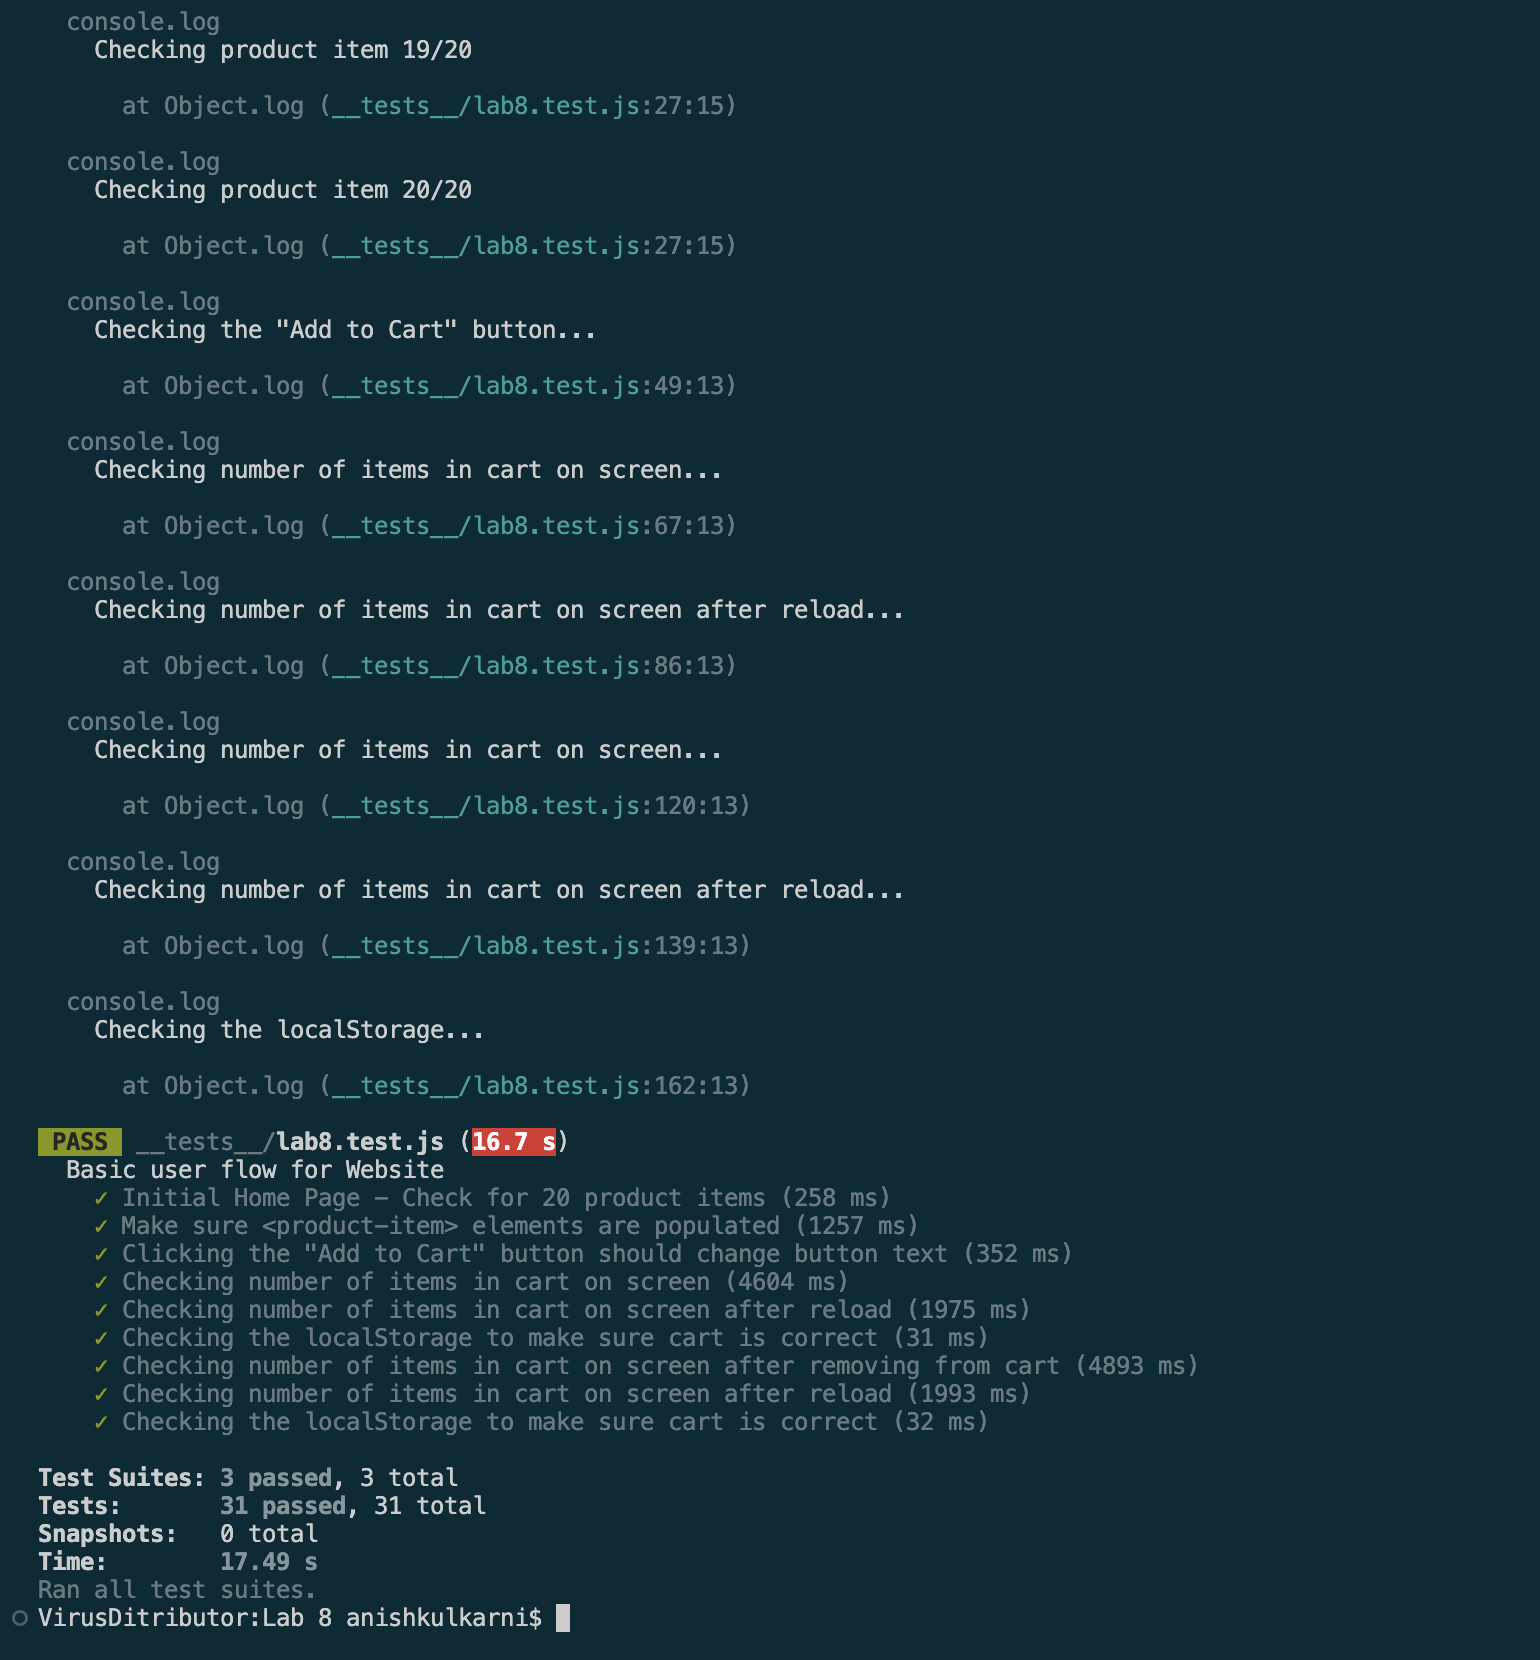 console.log
Checking product item 19/20
at Object.log (__tests__/lab8.test.js:27:15)
console.log
Checking product item 20/20
at Object.log (__tests__/lab8.test.js:27:15)
console.log
Checking the "Add to Cart" button...
at Object.log (__tests__/lab8.test.js:49:13)
console.log
Checking number of items in cart on screen...
at Object.log (__tests__/lab8.test.js:67:13)
console.log
Checking number of items in cart on screen after reload...
at Object.log (__tests__/lab8.test.js:86:13)
console.log
Checking number of items in cart on screen...
at Object.log (__tests__/lab8.test.js:120:13)
console.log
Checking number of items in cart on screen after reload...
at Object.log (__tests__/lab8.test.js:139:13)
console.log
Checking the localStorage...
at Object.log (__tests__/lab8.test.js:162:13)
PASS __tests__/lab8.test.js (16.7 s)
Basic user flow for Website
✓ Initial Home Page – Check for 20 product items (258 ms)
✓ Make sure <product-item> elements are populated (1257 ms)
✓ Clicking the "Add to Cart" button should change button text (352 ms)
✓ Checking number of items in cart on screen (4604 ms)
✓ Checking number of items in cart on screen after reload (1975 ms)
✓ Checking the localStorage to make sure cart is correct (31 ms)
✓ Checking number of items in cart on screen after removing from cart (4893 ms)
✓ Checking number of items in cart on screen after reload (1993 ms)
✓ Checking the localStorage to make sure cart is correct (32 ms)
Test Suites: 3 passed, 3 total
Tests: 31 passed, 31 total
Snapshots: 0 total
Time: 17.49 s
Ran all test suites.
VirusDitributor:Lab 8 anishkulkarni$